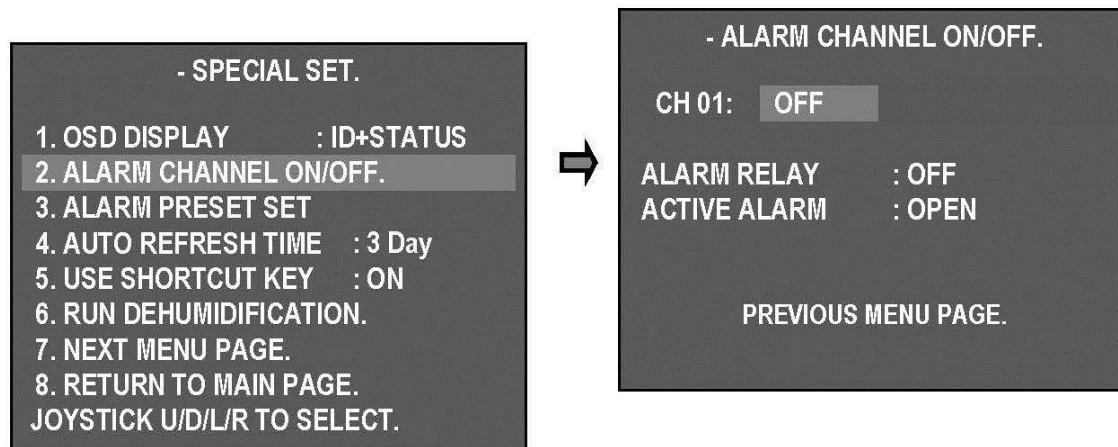 - SPECIAL SET.
1. OSD DISPLAY : ID+STATUS
2. ALARM CHANNEL ON/OFF.
3. ALARM PRESET SET
4. AUTO REFRESH TIME : 3 Day
5. USE SHORTCUT KEY : ON
6. RUN DEHUMIDIFICATION.
7. NEXT MENU PAGE.
8. RETURN TO MAIN PAGE.
JOYSTICK U/D/L/R TO SELECT.
- ALARM CHANNEL ON/OFF.
CH 01: OFF
ALARM RELAY : OFF
ACTIVE ALARM : OPEN
PREVIOUS MENU PAGE.